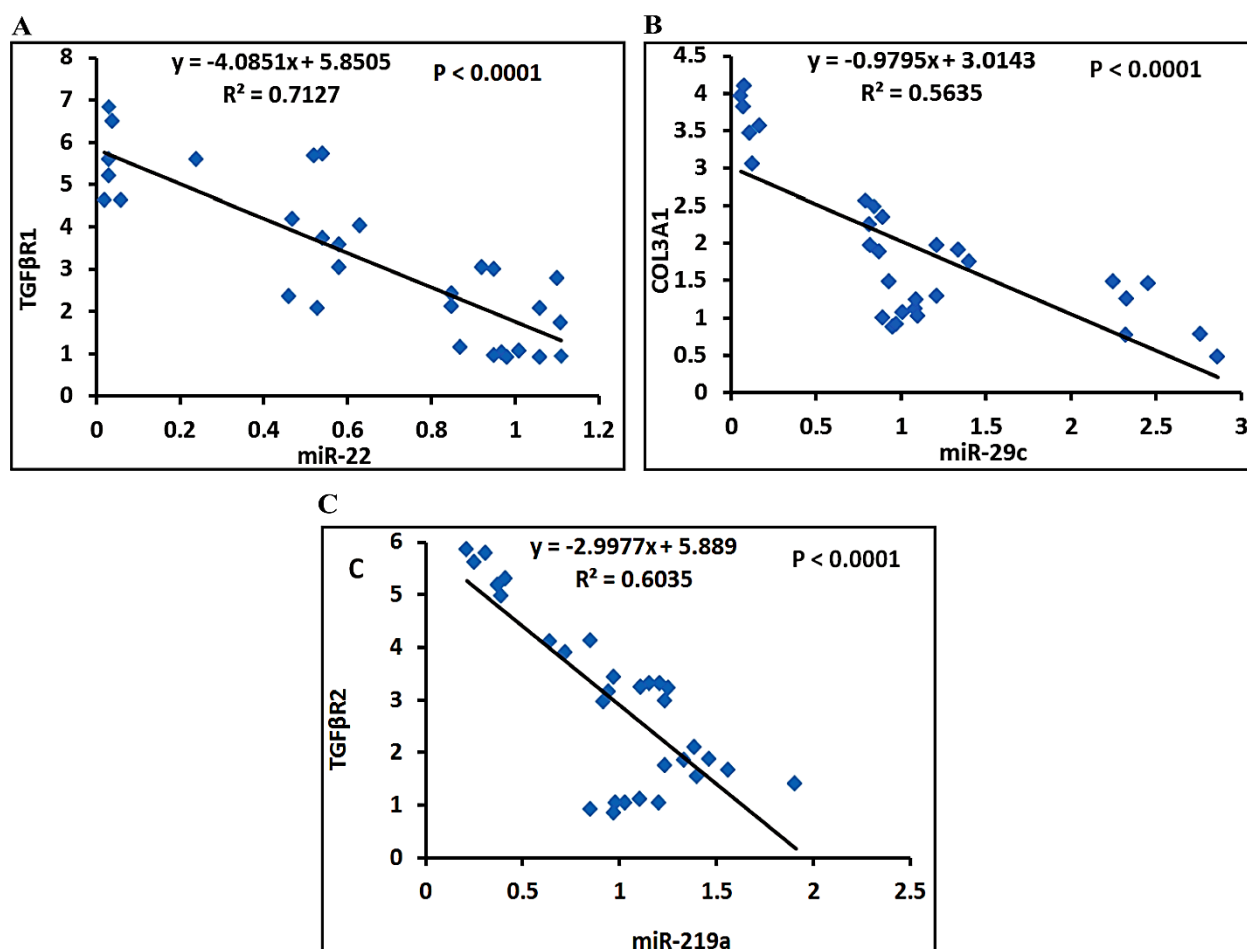 A
y = -4.0851x + 5.8505
P < 0.0001
R² = 0.7127
TGFβR1
8
7
6
5
4
3
2
1
0
0 0.2 0.4 0.6 0.8 1 1.2
miR-22
B
y = -0.9795x + 3.0143
P < 0.0001
R² = 0.5635
COL3A1
4.5
4
3.5
3
2.5
2
1.5
1
0.5
0
0 0.5 1 1.5 2 2.5 3
miR-29c
C
C
y = -2.9977x + 5.889
P < 0.0001
R² = 0.6035
TGFβR2
6
5
4
3
2
1
0
0 0.5 1 1.5 2 2.5
miR-219a